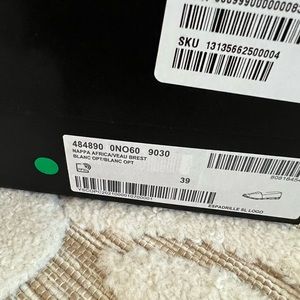 SKU 13135662500004
484890 0NO60 9030
NAPPA AFRICA/VEAU BREST
BLANC OPT/BLANC OPT
39
ESPADRILLE SL LOGO